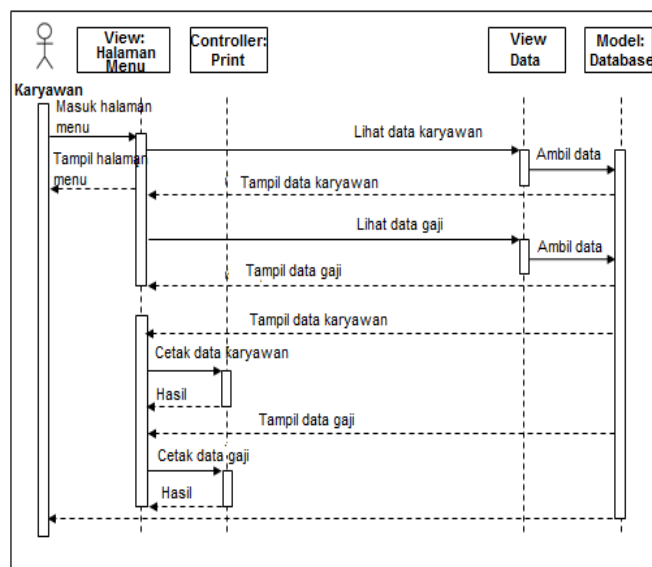 View:
Halaman
Menu
Controller:
Print
View
Data
Model:
Database
Karyawan
Masuk halaman
menu
Lihat data karyawan
Ambil data
Tampil halaman
menu
Tampil data karyawan
Lihat data gaji
Ambil data
Tampil data gaji
Tampil data karyawan
Cetak data karyawan
Hasil
Tampil data gaji
Cetak data gaji
Hasil